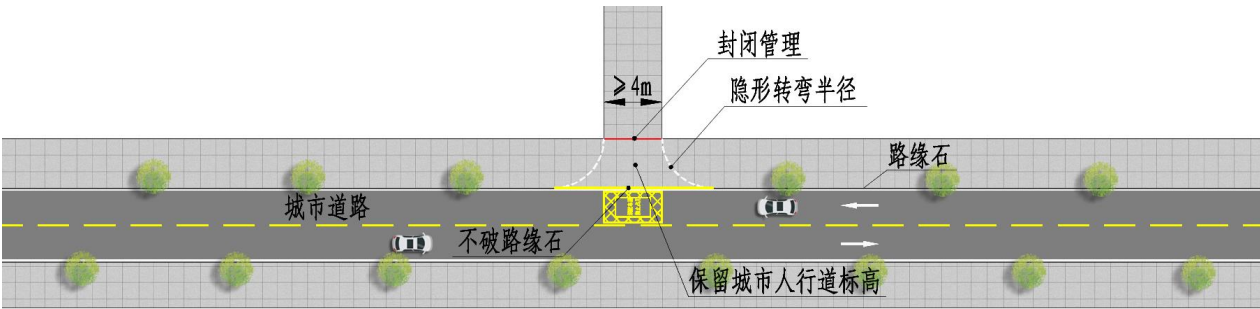 封闭管理
≥4m
隐形转弯半径
路缘石
城市道路
不破路缘石
保留城市人行道标高